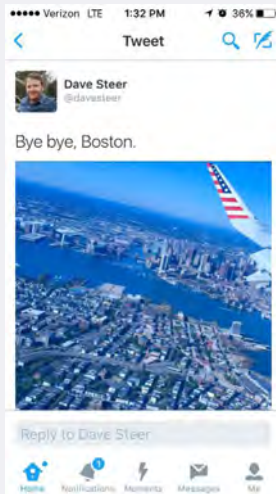 Verizon LTE 1:32 PM 36%
Tweet
Dave Steer
@davesteer
Bye bye, Boston.
Reply to Dave Steer
1
Home Notifications Moments Messages Me